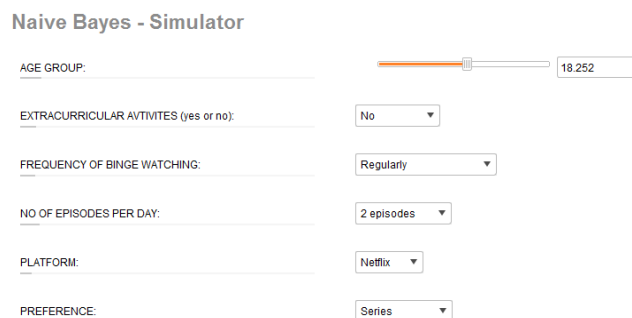 Naive Bayes - Simulator
AGE GROUP: 18.252
EXTRACURRICULAR AVTIVITES (yes or no): No
FREQUENCY OF BINGE WATCHING: Regularly
NO OF EPISODES PER DAY: 2 episodes
PLATFORM: Netflix
PREFERENCE: Series